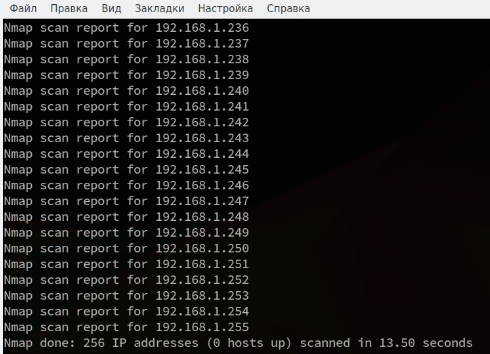 Файл Правка Вид Закладки Настройка Справка
Nmap scan report for 192.168.1.236
Nmap scan report for 192.168.1.237
Nmap scan report for 192.168.1.238
Nmap scan report for 192.168.1.239
Nmap scan report for 192.168.1.240
Nmap scan report for 192.168.1.241
Nmap scan report for 192.168.1.242
Nmap scan report for 192.168.1.243
Nmap scan report for 192.168.1.244
Nmap scan report for 192.168.1.245
Nmap scan report for 192.168.1.246
Nmap scan report for 192.168.1.247
Nmap scan report for 192.168.1.248
Nmap scan report for 192.168.1.249
Nmap scan report for 192.168.1.250
Nmap scan report for 192.168.1.251
Nmap scan report for 192.168.1.252
Nmap scan report for 192.168.1.253
Nmap scan report for 192.168.1.254
Nmap scan report for 192.168.1.255
Nmap done: 256 IP addresses (0 hosts up) scanned in 13.50 seconds